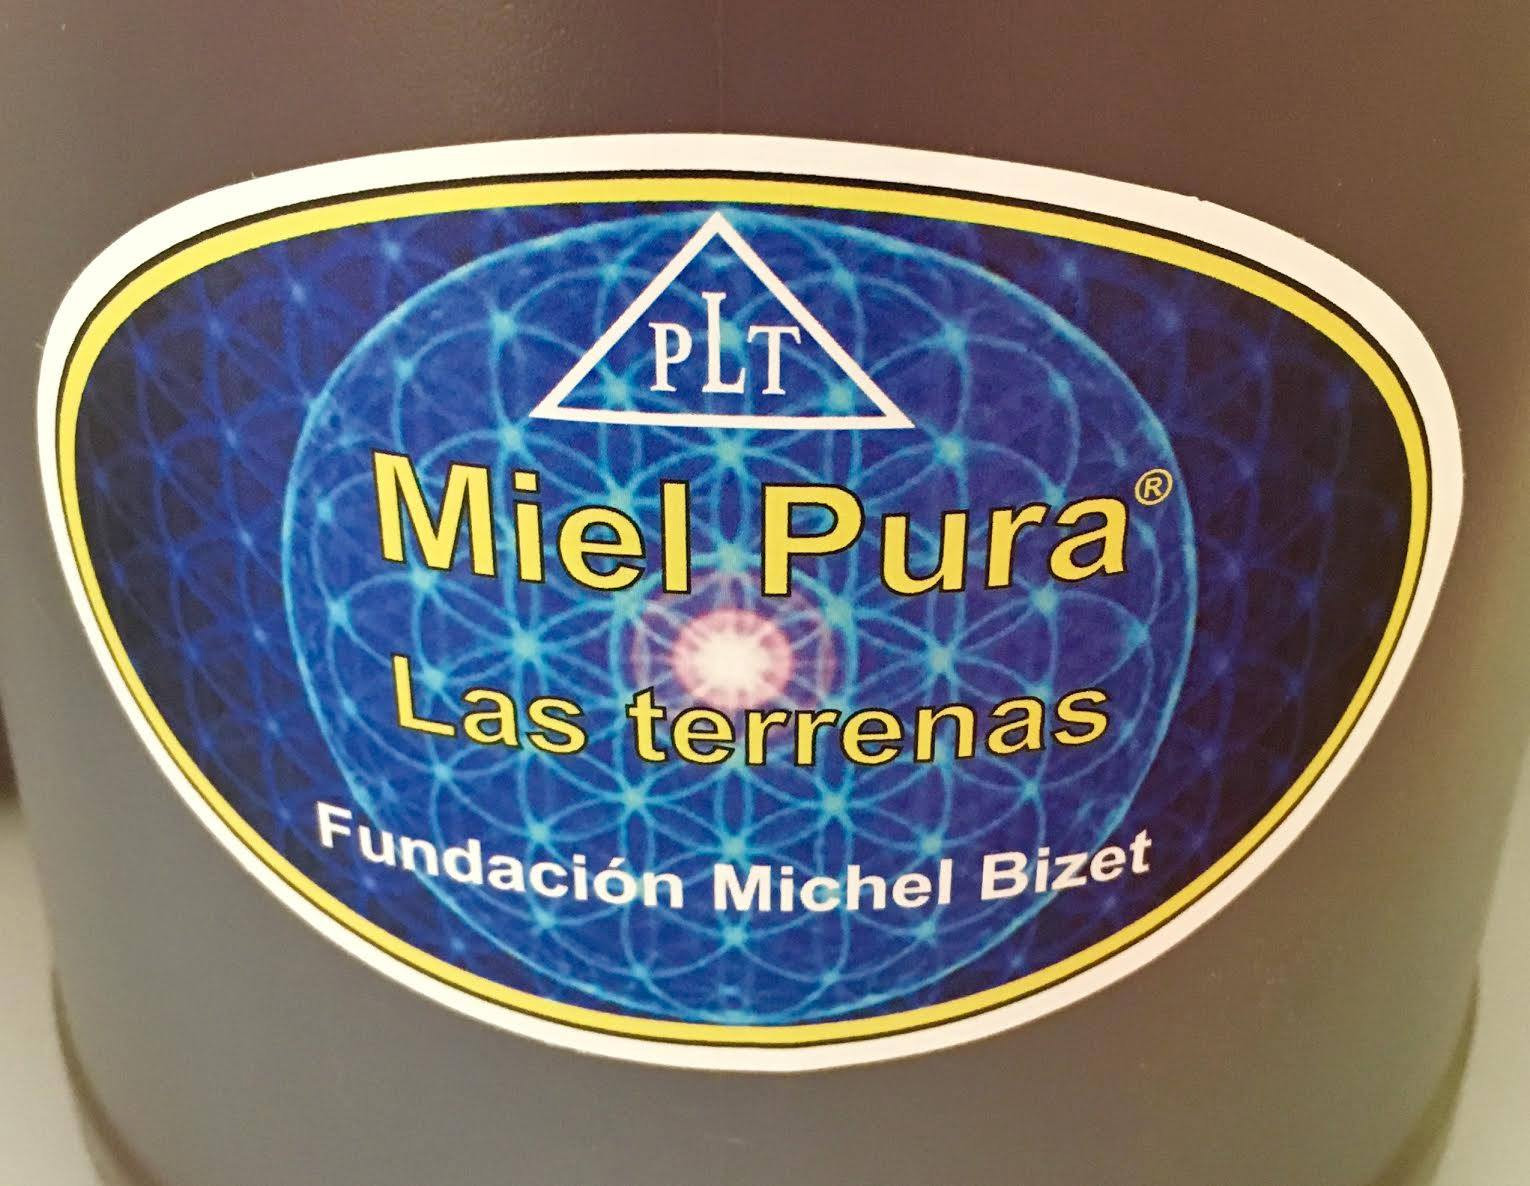 PLT
Miel Pura®
Las terrenas
Fundación Michel Bizet